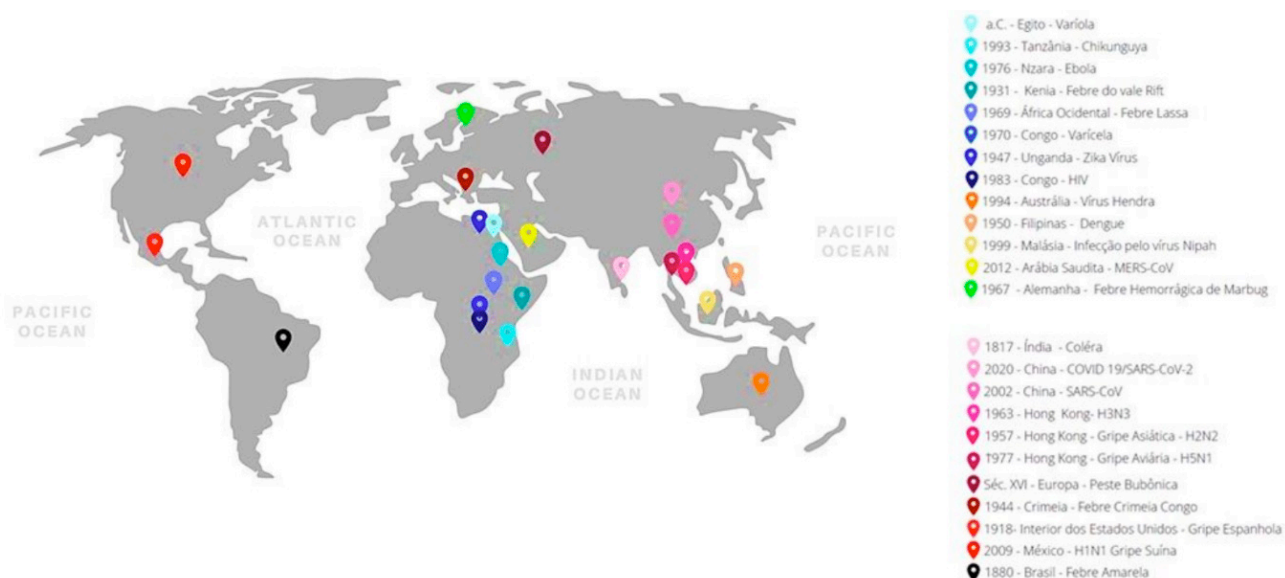 ATLANTIC
OCEAN
PACIFIC
OCEAN
PACIFIC
OCEAN
INDIAN
OCEAN
a.C. - Egito - Varíola
1993 - Tanzânia - Chikunguya
1976 - Nzara - Ebola
1931 - Kenia - Febre do vale Rift
1969 - África Ocidental - Febre Lassa
1970 - Congo - Varícela
1947 - Unganda - Zika Vírus
1983 - Congo - HIV
1994 - Austrália - Vírus Hendra
1950 - Filipinas - Dengue
1999 - Malásia - Infecção pelo vírus Nipah
2012 - Arábia Saudita - MERS-CoV
1967 - Alemanha - Febre Hemorrágica de Marbug
1817 - Índia - Coléra
2020 - China - COVID 19/SARS-CoV-2
2002 - China - SARS-CoV
1963 - Hong Kong- H3N3
1957 - Hong Kong - Gripe Asiática - H2N2
1977 - Hong Kong - Gripe Aviária - H5N1
Séc. XVI - Europa - Peste Bubônica
1944 - Crimeia - Febre Crimeia Congo
1918- Interior dos Estados Unidos - Gripe Espanhola
2009 - México - H1N1 Gripe Suína
1880 - Brasil - Febre Amarela